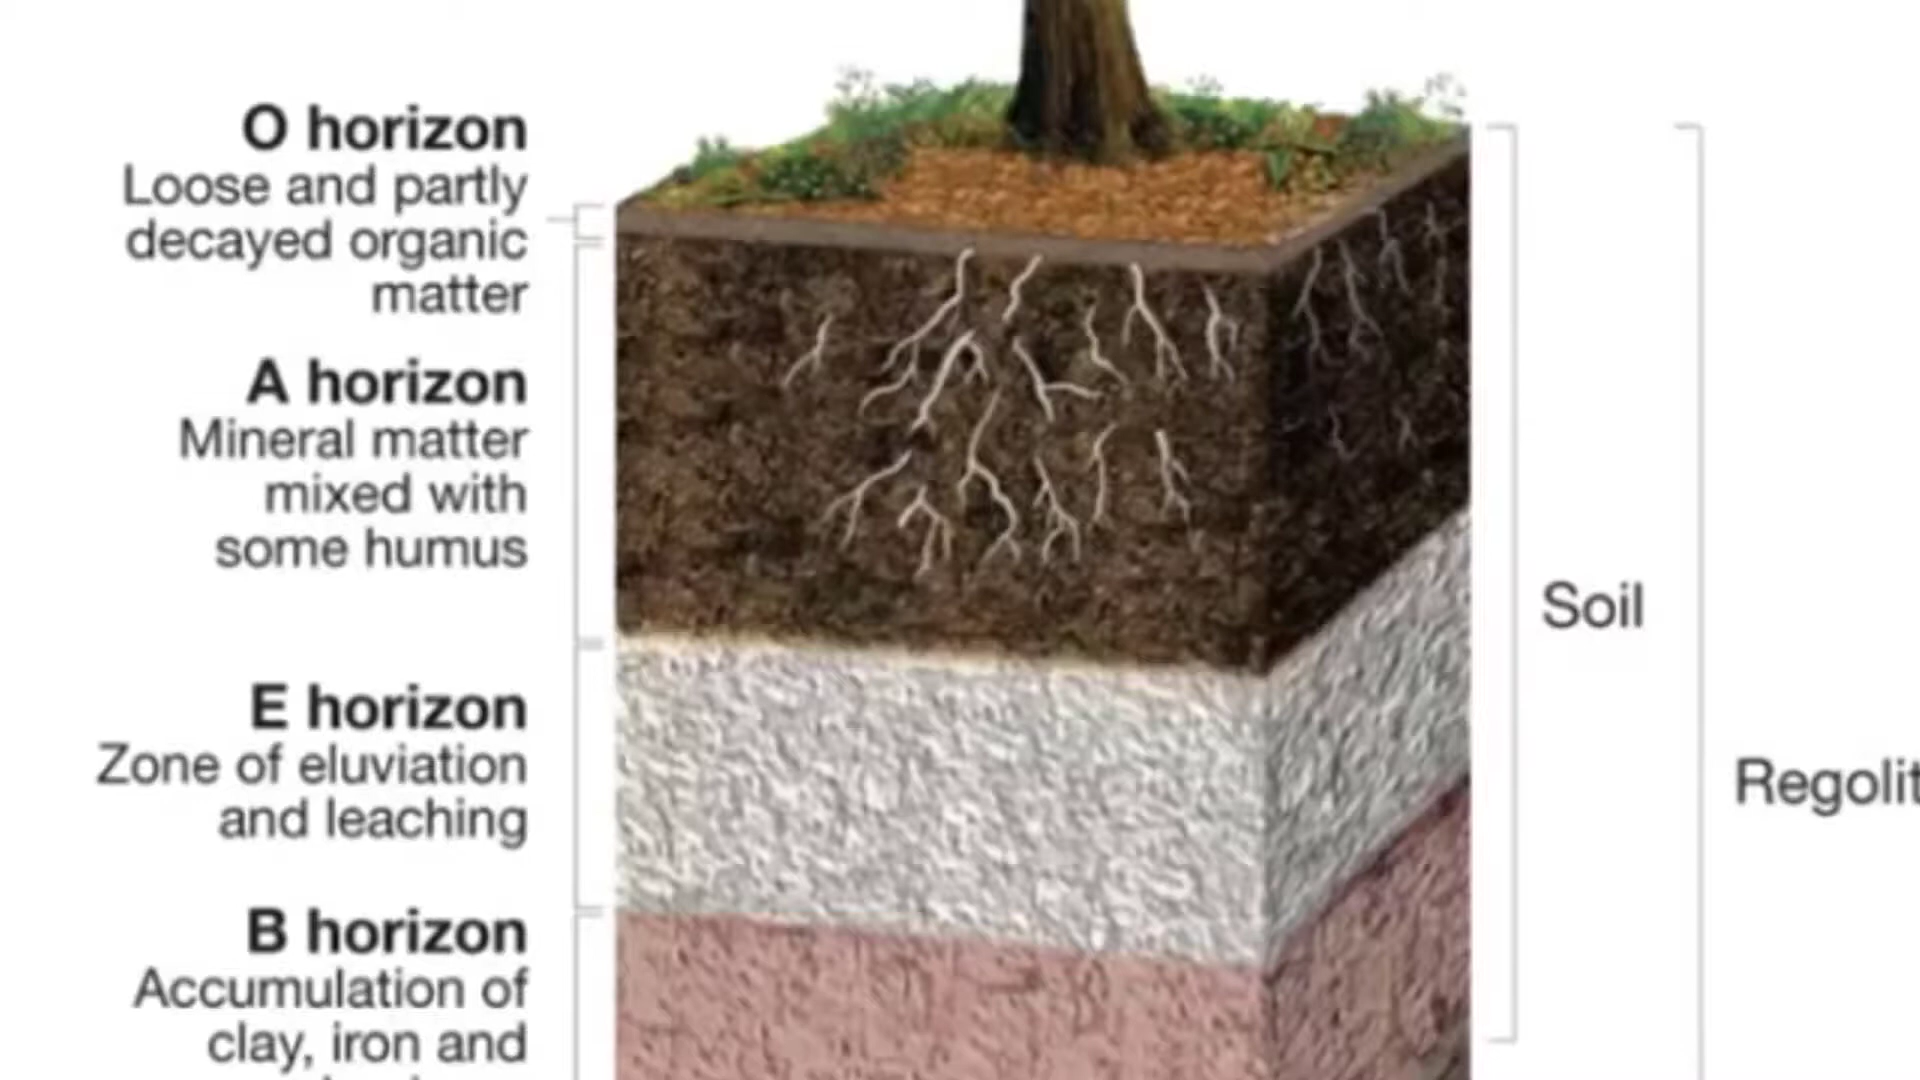 O horizon
Loose and partly
decayed organic
matter
A horizon
Mineral matter
mixed with
some humus
E horizon
Zone of eluviation
and leaching
B horizon
Accumulation of
clay, iron and
Soil
Regolit